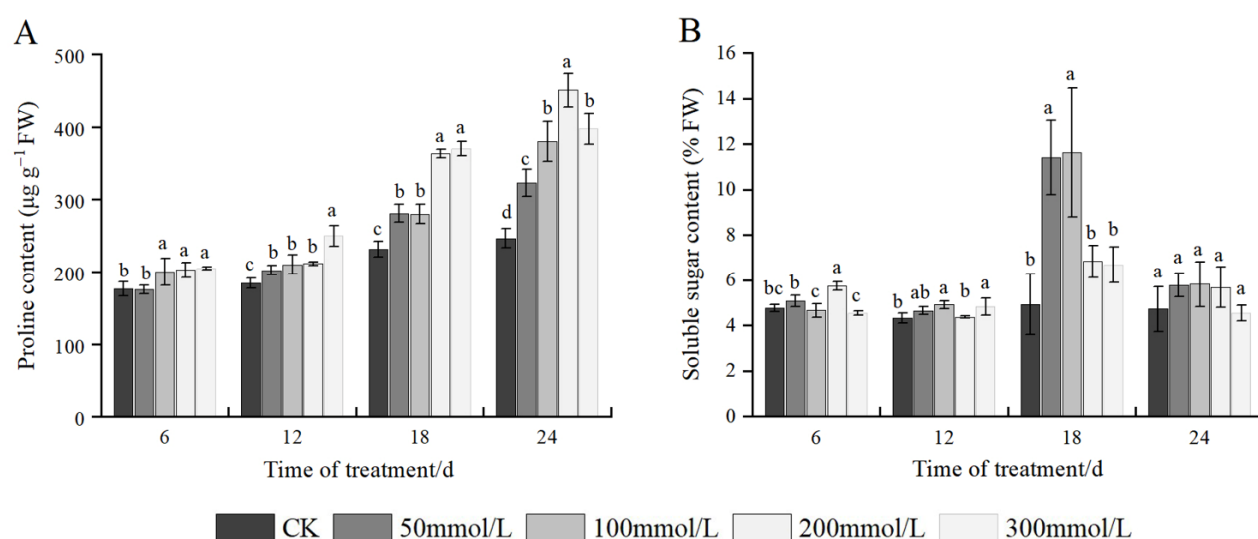 A
Proline content (µg g⁻¹ FW)
500
400
300
200
100
0
b b a a a
c b b b a
c b b a a
d c b a b
6 12 18 24
Time of treatment/d
B
Soluble sugar content (% FW)
16
14
12
10
8
6
4
2
0
bc b c a c
b ab a b a
b a a b b
a a a a a
6 12 18 24
Time of treatment/d
CK 50mmol/L 100mmol/L 200mmol/L 300mmol/L